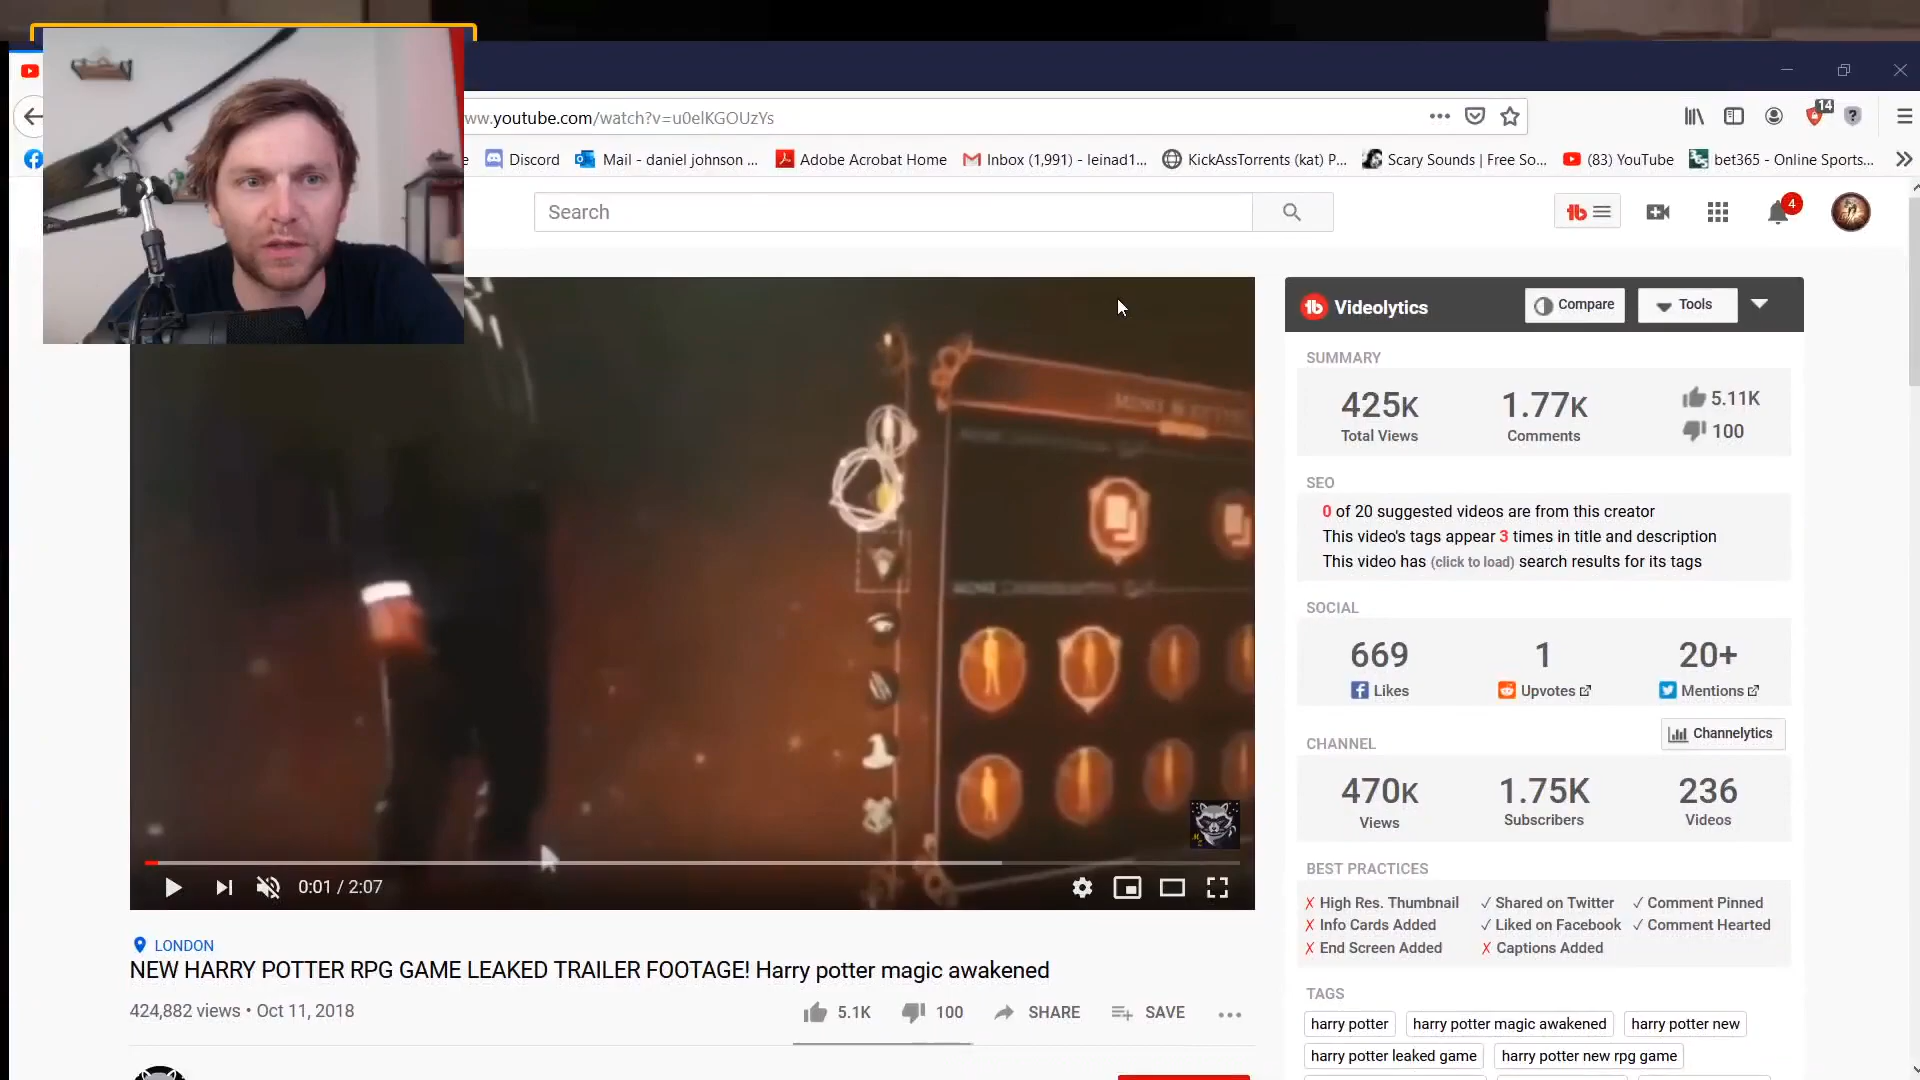 ww.youtube.com/watch?v=u0elKGOUzYs
14
e
Discord
Mail - daniel johnson ...
Adobe Acrobat Home
Inbox (1,991) - leinad1...
KickAssTorrents (kat) P...
Scary Sounds | Free So...
(83) YouTube
bet365 - Online Sports...
Search
4
Videolytics
Compare
Tools
SUMMARY
425K
1.77K
5.11K
Total Views
Comments
100
SEO
0 of 20 suggested videos are from this creator
This video's tags appear 3 times in title and description
This video has (click to load) search results for its tags
SOCIAL
669
1
20+
Likes
Upvotes
Mentions
CHANNEL
Channelytics
470K
1.75K
236
Views
Subscribers
Videos
BEST PRACTICES
✗ High Res. Thumbnail
✓ Shared on Twitter
✓ Comment Pinned
✗ Info Cards Added
✓ Liked on Facebook
✓ Comment Hearted
✗ End Screen Added
✗ Captions Added
TAGS
harry potter
harry potter magic awakened
harry potter new
harry potter leaked game
harry potter new rpg game
0:01 / 2:07
LONDON
NEW HARRY POTTER RPG GAME LEAKED TRAILER FOOTAGE! Harry potter magic awakened
424,882 views • Oct 11, 2018
5.1K
100
SHARE
SAVE